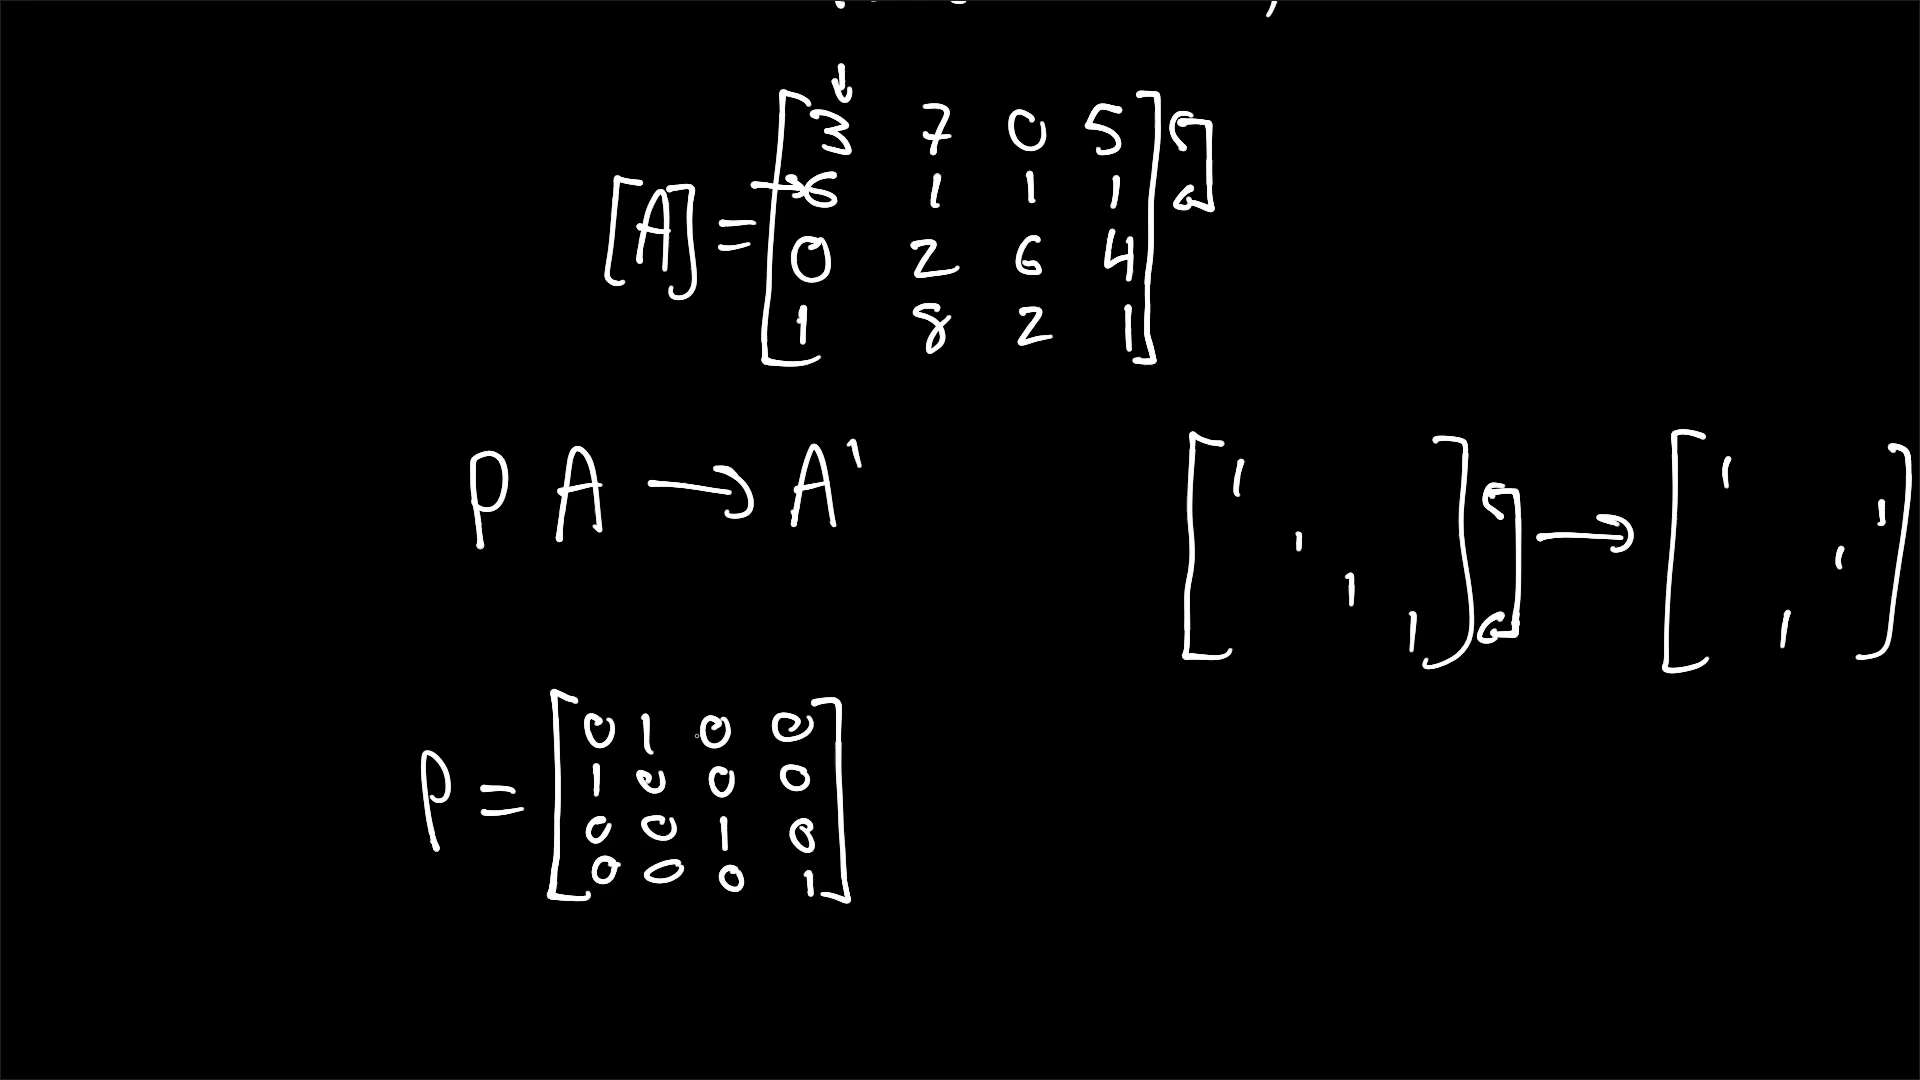 [A] = [3 7 0 5
6 1 1 1
0 2 6 4
1 8 2 1]
P A → A'
[1
1
1
1] → [1
1
1
1]
P = [0 1 0 0
1 0 0 0
0 0 1 0
0 0 0 1]